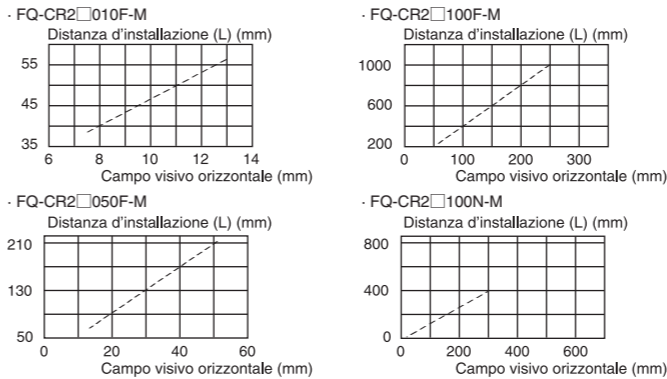 · FQ-CR2□010F-M
Distanza d'installazione (L) (mm)
55
45
35
6 8 10 12 14
Campo visivo orizzontale (mm)
· FQ-CR2□100F-M
Distanza d'installazione (L) (mm)
1000
600
200
0 100 200 300
Campo visivo orizzontale (mm)
· FQ-CR2□050F-M
Distanza d'installazione (L) (mm)
210
130
50
0 20 40 60
Campo visivo orizzontale (mm)
· FQ-CR2□100N-M
Distanza d'installazione (L) (mm)
800
400
0
0 200 400 600
Campo visivo orizzontale (mm)